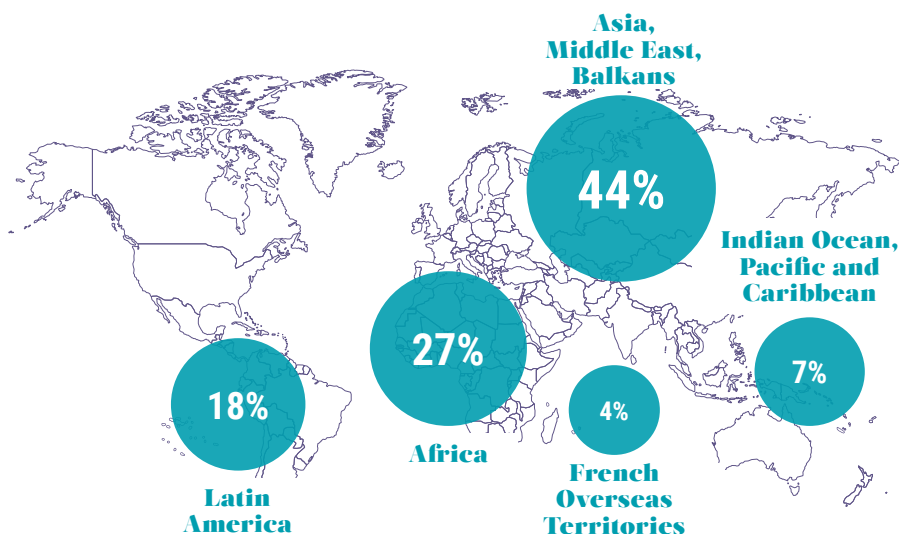 Asia,
Middle East,
Balkans
44%
Indian Ocean,
Pacific and
Caribbean
7%
27%
Africa
18%
Latin
America
4%
French
Overseas
Territories